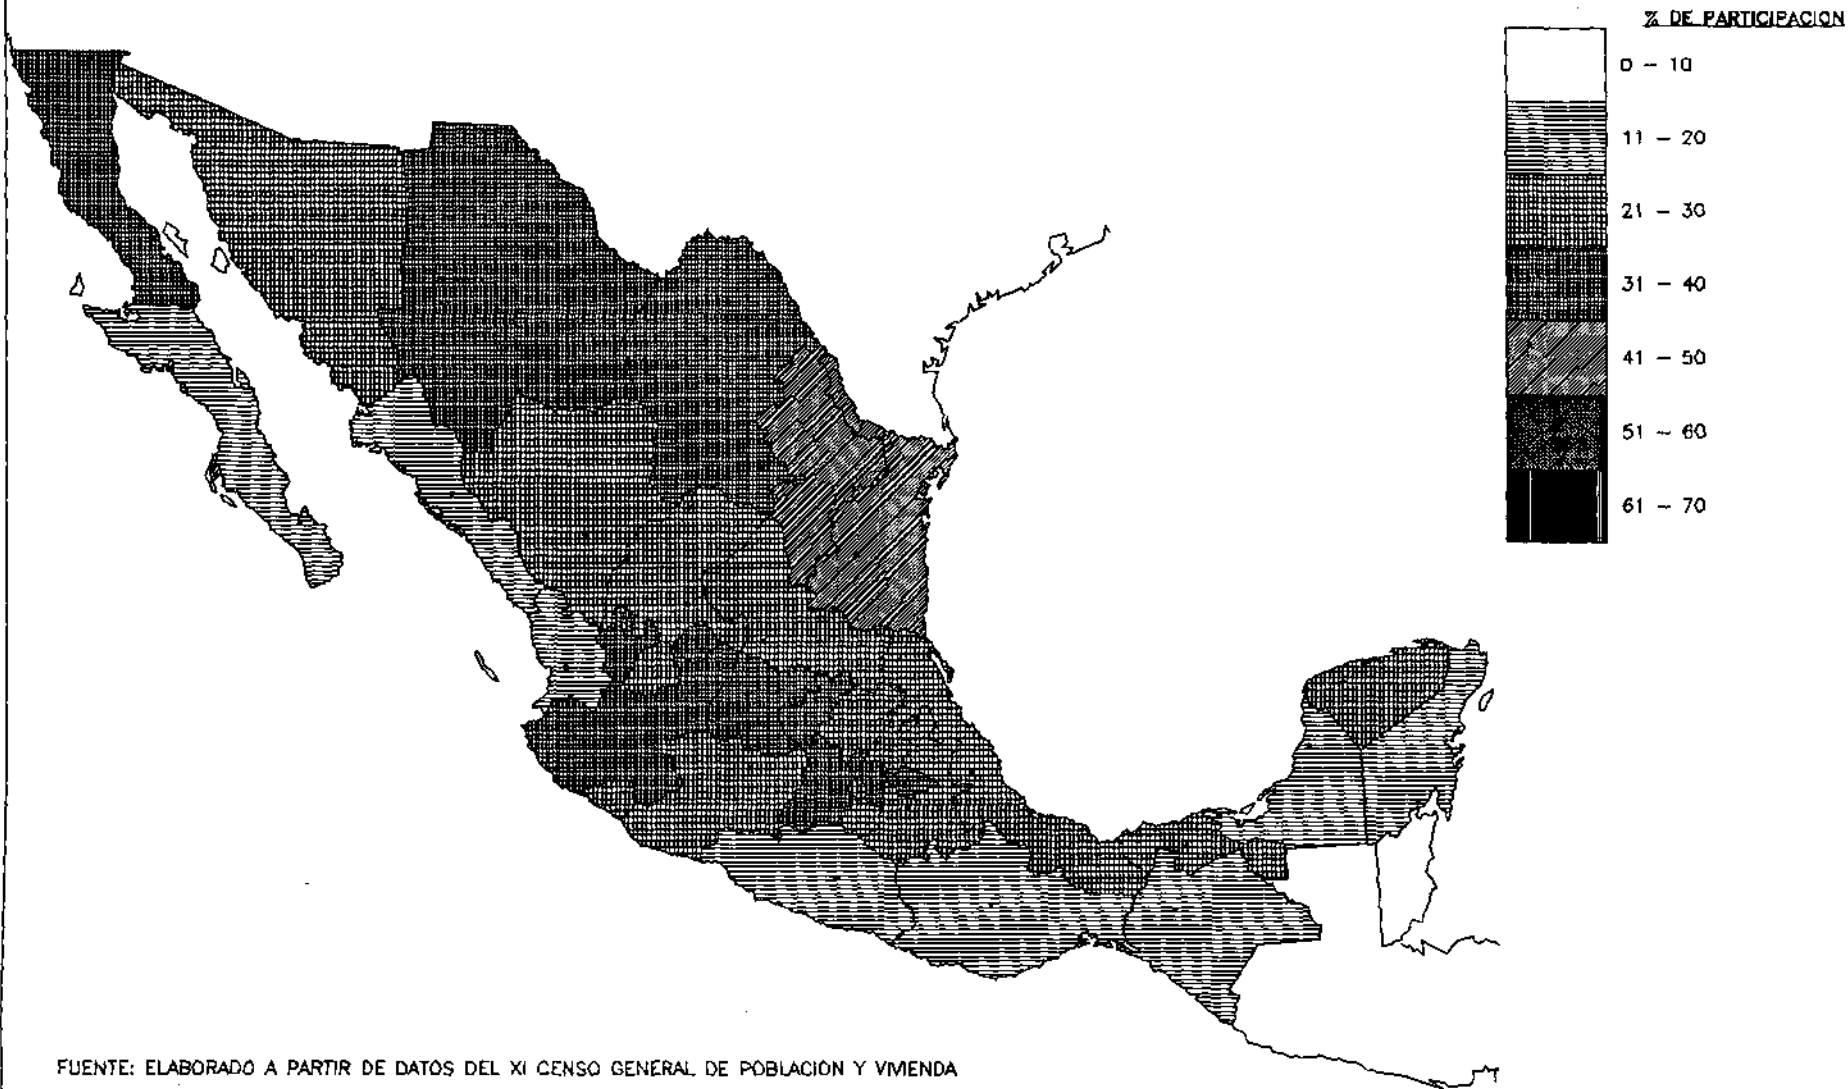 % DE PARTICIPACION
0 - 10
11 - 20
21 - 30
31 - 40
41 - 50
51 - 60
61 - 70
FUENTE: ELABORADO A PARTIR DE DATOS DEL XI CENSO GENERAL DE POBLACION Y VIVIENDA